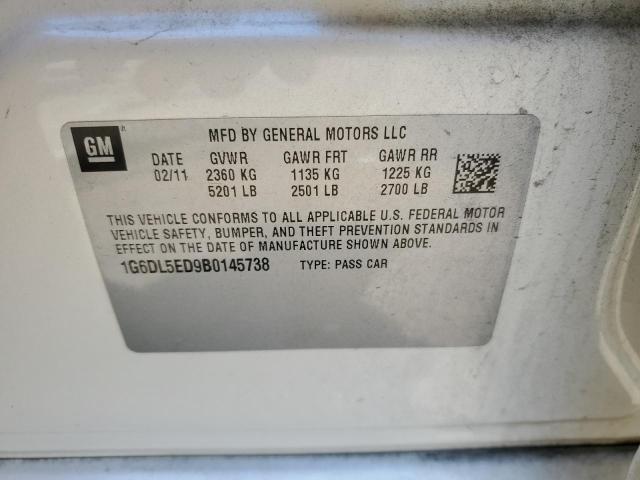 GM
MFD BY GENERAL MOTORS LLC
DATE GVWR GAWR FRT GAWR RR
02/11 2360 KG 1135 KG 1225 KG
5201 LB 2501 LB 2700 LB
THIS VEHICLE CONFORMS TO ALL APPLICABLE U.S. FEDERAL MOTOR
VEHICLE SAFETY, BUMPER, AND THEFT PREVENTION STANDARDS IN
EFFECT ON THE DATE OF MANUFACTURE SHOWN ABOVE.
1G6DL5ED9B0145738 TYPE: PASS CAR